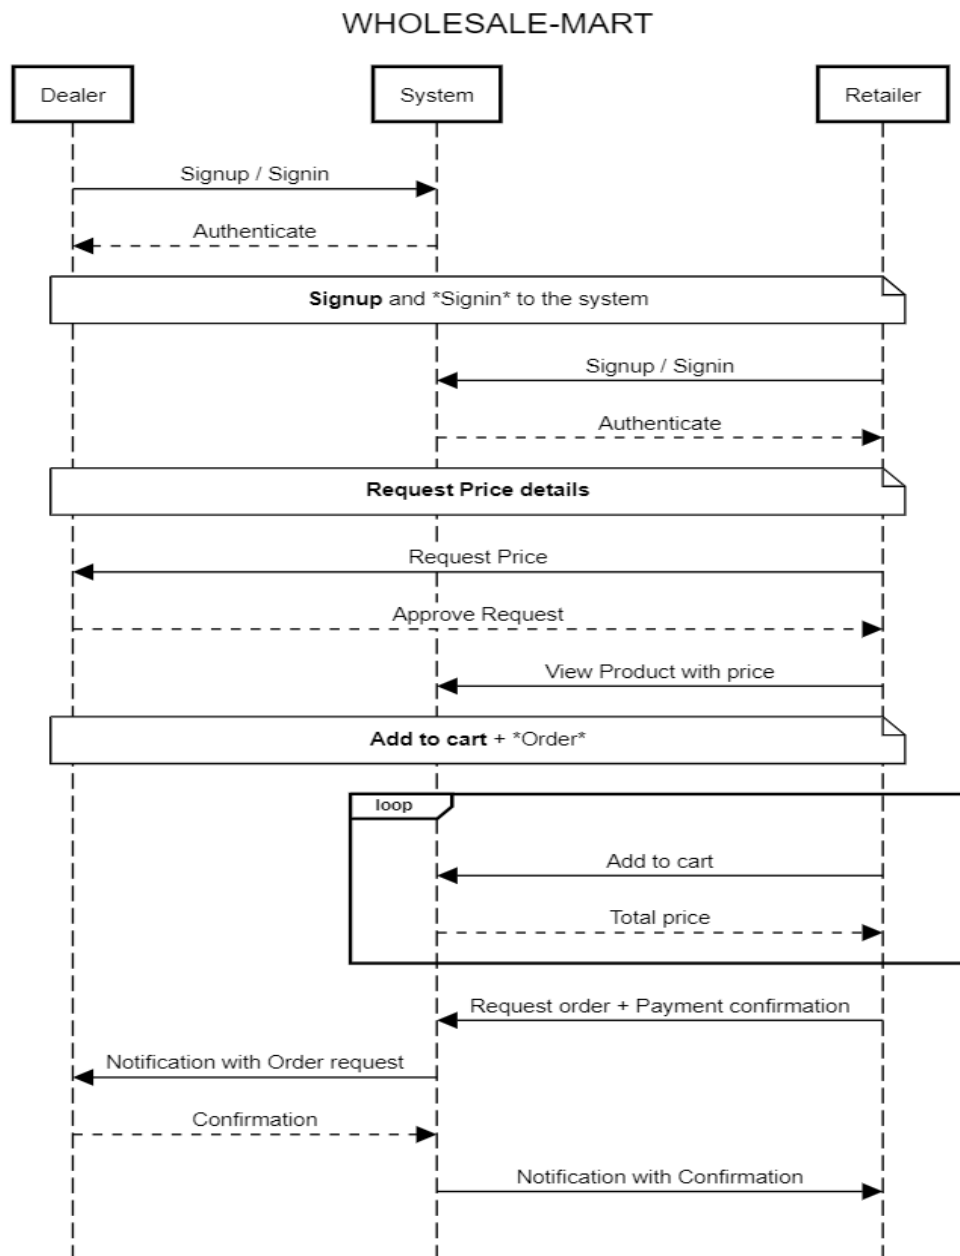 WHOLESALE-MART
Dealer
System
Retailer
Signup / Signin
Authenticate
Signup and *Signin* to the system
Signup / Signin
Authenticate
Request Price details
Request Price
Approve Request
View Product with price
Add to cart + *Order*
loop
Add to cart
Total price
Request order + Payment confirmation
Notification with Order request
Confirmation
Notification with Confirmation